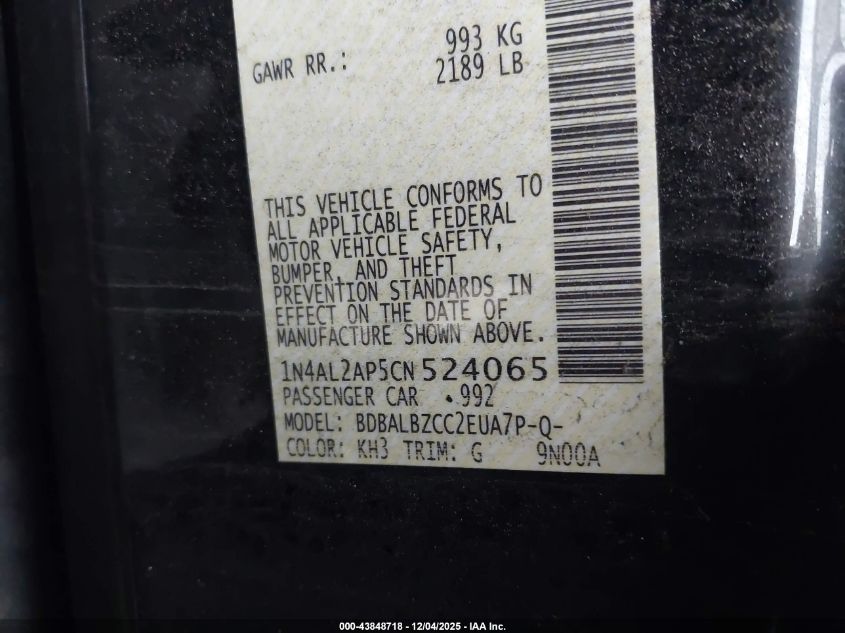 993 KG
GAWR RR.: 2189 LB
THIS VEHICLE CONFORMS TO
ALL APPLICABLE FEDERAL
MOTOR VEHICLE SAFETY,
BUMPER, AND THEFT
PREVENTION STANDARDS IN
EFFECT ON THE DATE OF
MANUFACTURE SHOWN ABOVE.
1N4AL2AP5CN524065
PASSENGER CAR .992
MODEL: BDBALBZCC2EUA7P-Q-
COLOR: KH3 TRIM: G 9N00A
000-43848718 - 12/04/2025 - IAA Inc.